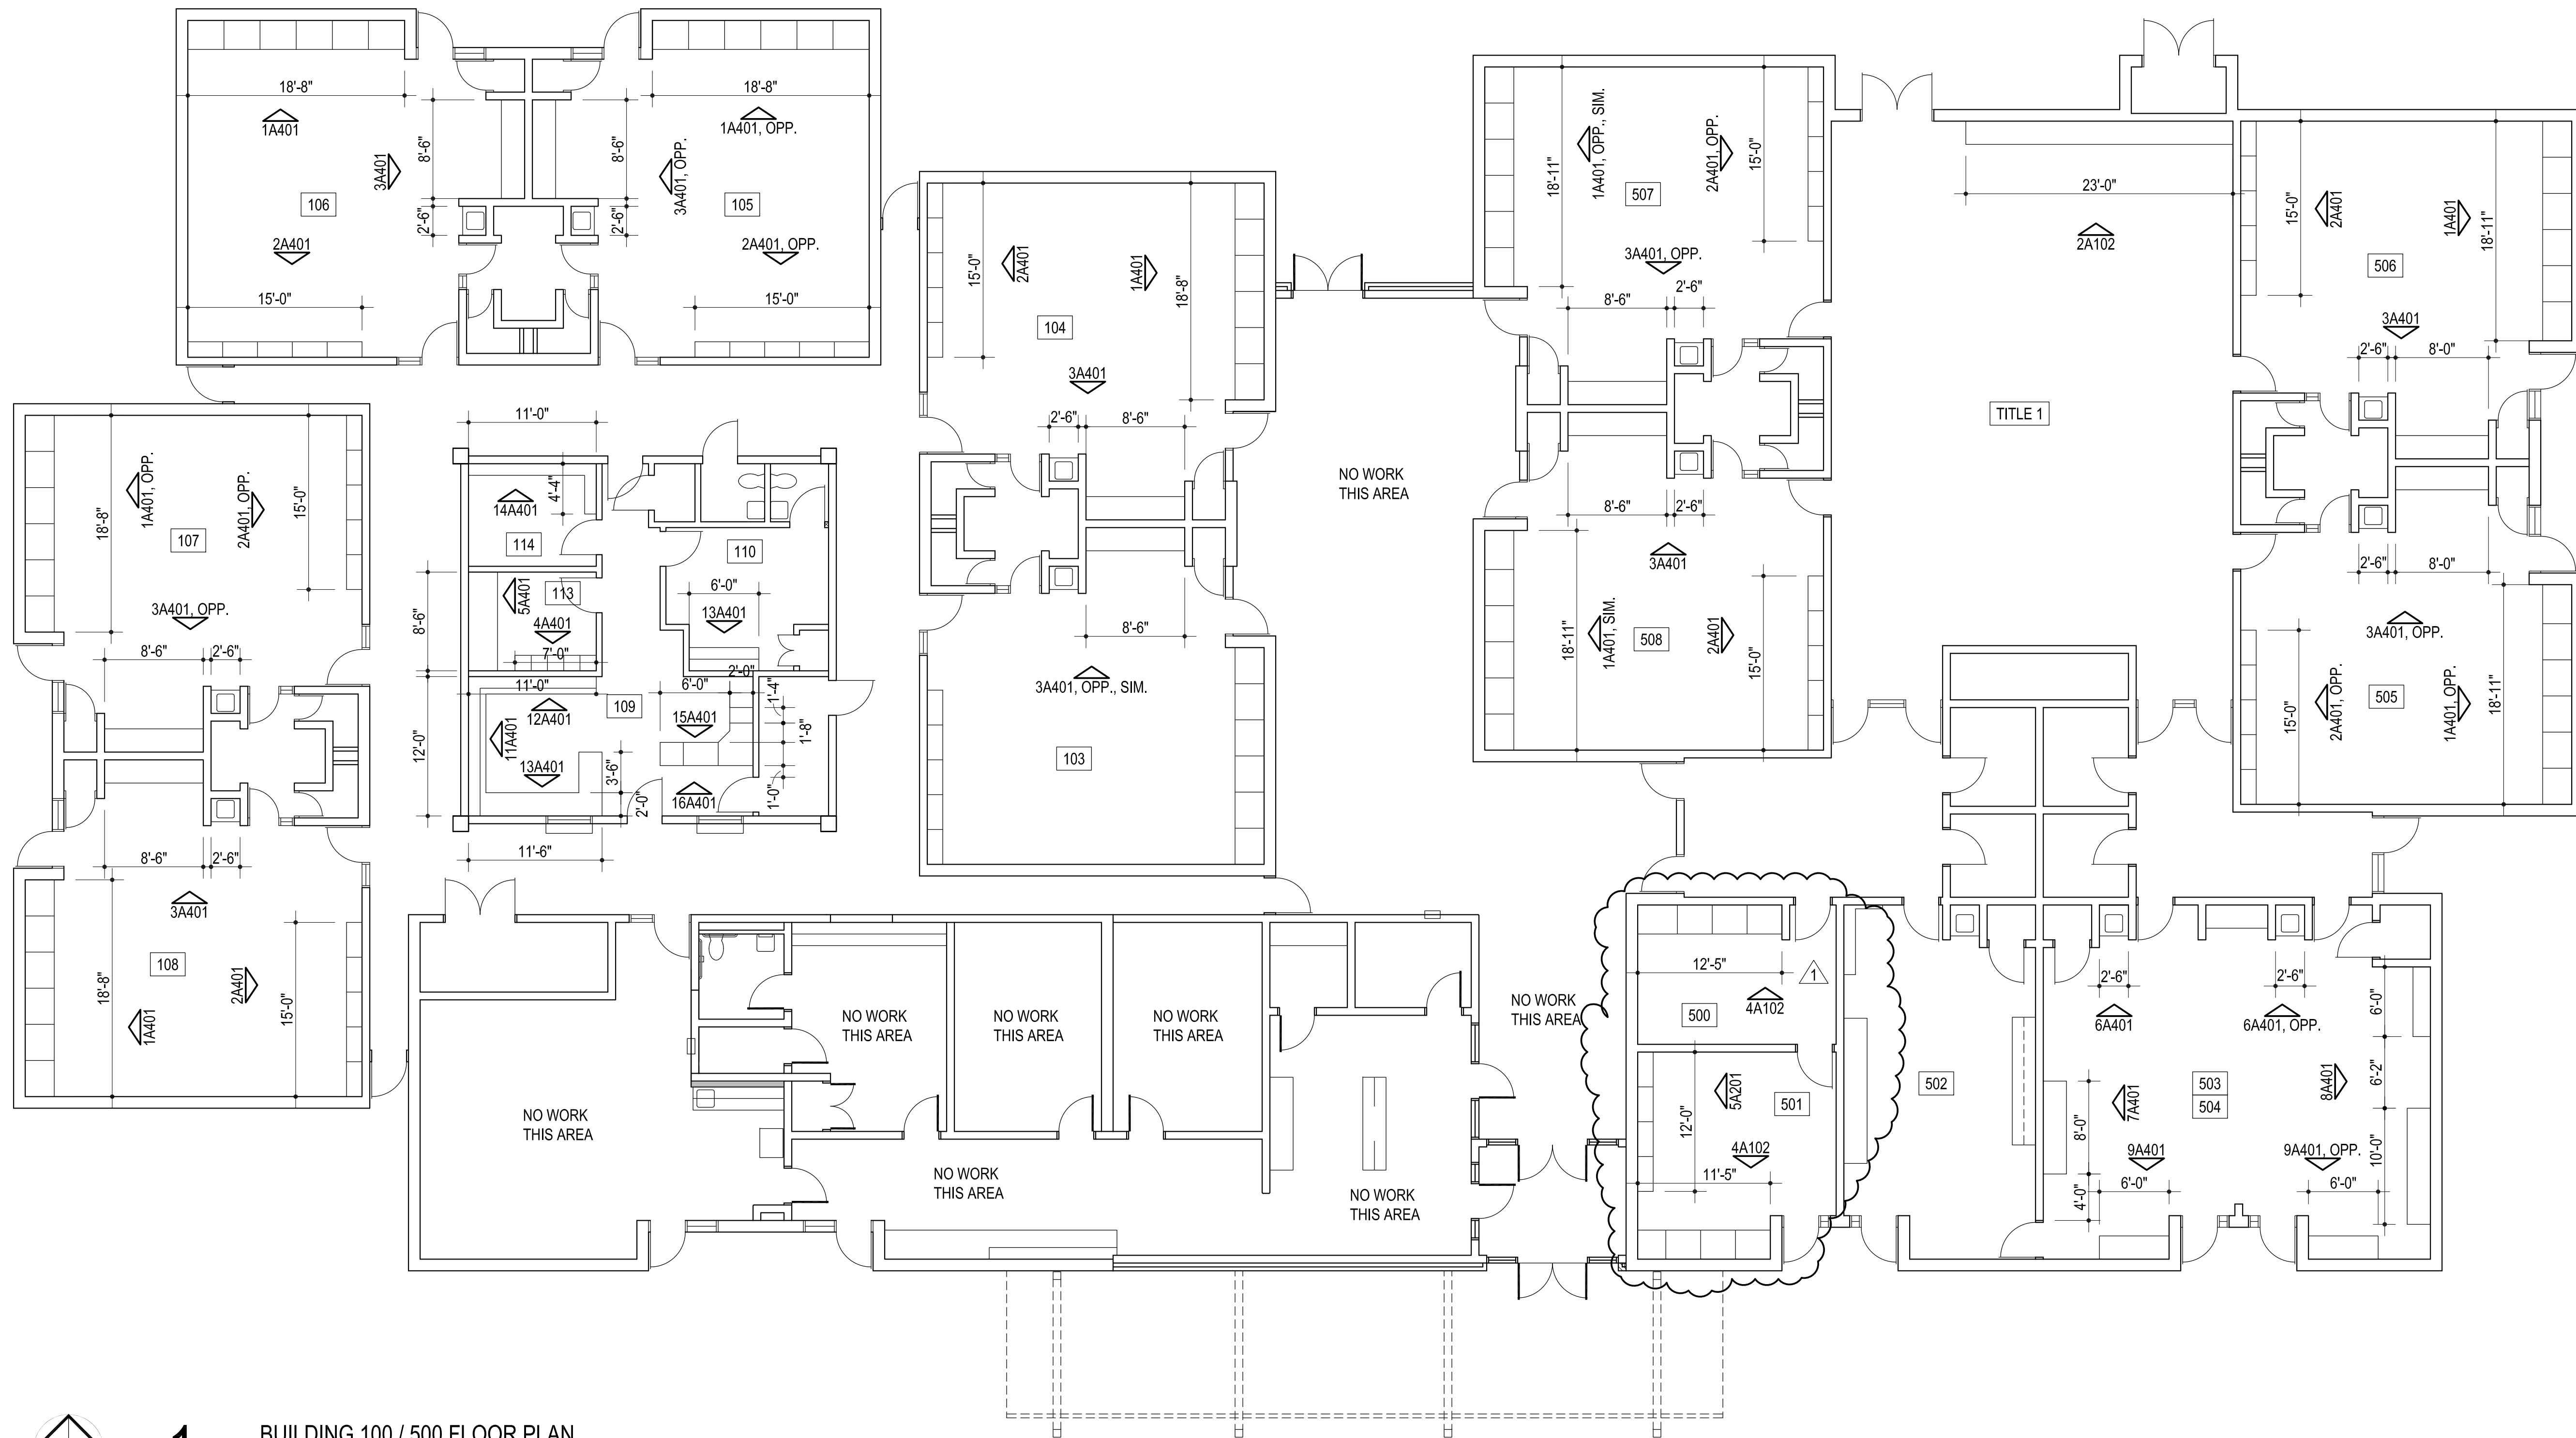 18'-8"
1A401
3A401
8'-6"
106
2'-6"
2A401
15'-0"
18'-8"
1A401, OPP.
8'-6"
3A401, OPP.
105
2'-6"
2A401, OPP.
15'-0"
15'-0"
2A401
1A401
18'-8"
104
3A401
2'-6"
8'-6"
8'-6"
3A401, OPP., SIM.
103
NO WORK
THIS AREA
18'-11"
1A401, OPP., SIM.
2A401, OPP.
15'-0"
507
3A401, OPP.
8'-6"
2'-6"
8'-6"
2'-6"
3A401
18'-11"
1A401, SIM.
508
2A401
15'-0"
23'-0"
2A102
TITLE 1
15'-0"
2A401
1A401
18'-11"
506
3A401
2'-6"
8'-0"
2'-6"
8'-0"
3A401, OPP.
15'-0"
2A401, OPP.
505
1A401, OPP.
18'-11"
18'-8"
1A401, OPP.
107
2A401, OPP.
15'-0"
3A401, OPP.
8'-6"
2'-6"
8'-6"
2'-6"
3A401
108
18'-8"
1A401
2A401
15'-0"
11'-0"
4'-4"
14A401
114
8'-6"
5A401
113
4A401
7'-0"
110
6'-0"
13A401
2'-0"
11'-0"
12A401
109
6'-0"
1'-4"
15A401
1'-8"
12'-0"
11A401
13A401
3'-6"
2'-0"
16A401
1'-0"
11'-6"
NO WORK
THIS AREA
NO WORK
THIS AREA
NO WORK
THIS AREA
NO WORK
THIS AREA
NO WORK
THIS AREA
NO WORK
THIS AREA
NO WORK
THIS AREA
12'-5"
1
4A102
500
5A201
501
12'-0"
4A102
11'-5"
502
2'-6"
6A401
2'-6"
6A401, OPP.
6'-0"
6'-2"
8A401
503
504
7A401
8'-0"
9A401
9A401, OPP.
10'-0"
4'-0"
6'-0"
6'-0"
1
BUILDING 100 / 500 FLOOR PLAN